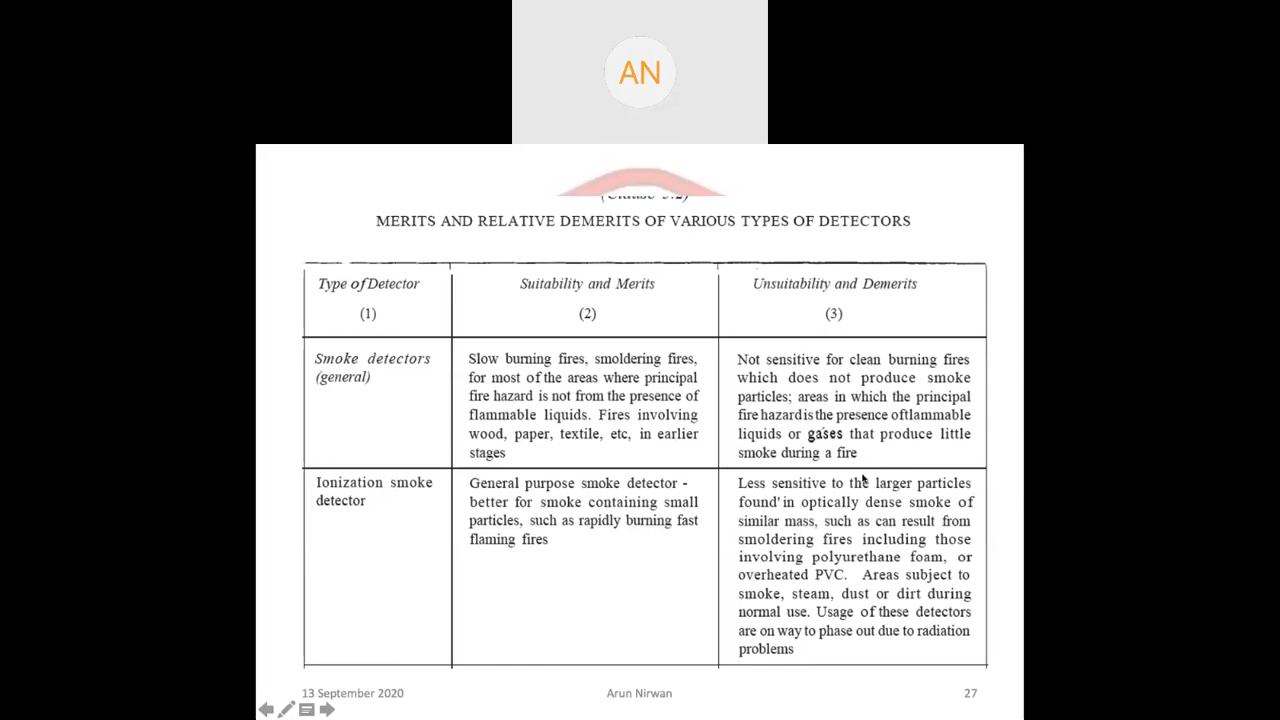 AN
(Clause 3.2)
MERITS AND RELATIVE DEMERITS OF VARIOUS TYPES OF DETECTORS
Type of Detector
Suitability and Merits
Unsuitability and Demerits
(1)
(2)
(3)
Smoke detectors
(general)
Slow burning fires, smoldering fires,
for most of the areas where principal
fire hazard is not from the presence of
flammable liquids. Fires involving
wood, paper, textile, etc, in earlier
stages
Not sensitive for clean burning fires
which does not produce smoke
particles; areas in which the principal
fire hazard is the presence of tlammable
liquids or gases that produce little
smoke during a fire
Ionization smoke
detector
General purpose smoke detector -
better for smoke containing small
particles, such as rapidly burning fast
flaming fires
Less sensitive to the larger particles
found' in optically dense smoke of
similar mass, such as can result from
smoldering fires including those
involving polyurethane foam, or
overheated PVC. Areas subject to
smoke, steam, dust or dirt during
normal use. Usage of these detectors
are on way to phase out due to radiation
problems
13 September 2020
Arun Nirwan
27